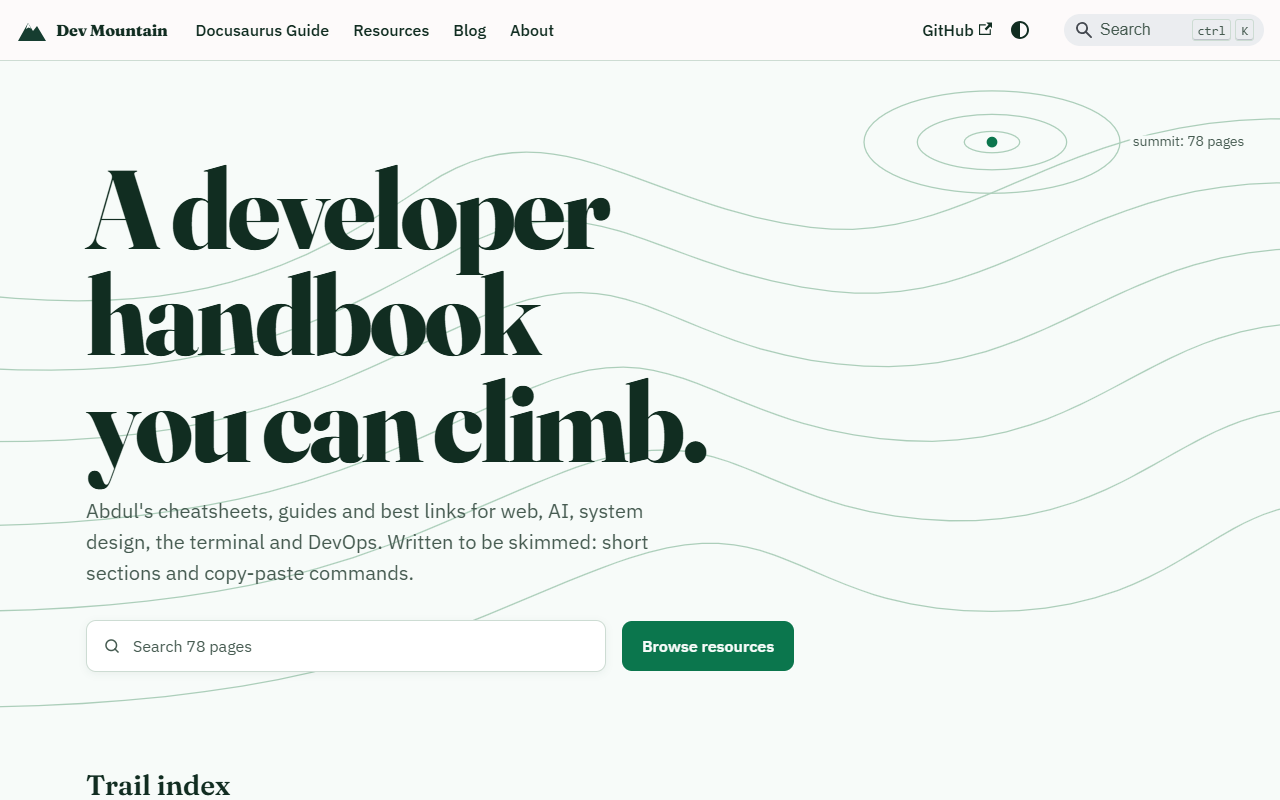 Dev Mountain
Docusaurus Guide
Resources
Blog
About
GitHub
Search
ctrl
K
summit: 78 pages
A developer
handbook
you can climb.
Abdul's cheatsheets, guides and best links for web, AI, system
design, the terminal and DevOps. Written to be skimmed: short
sections and copy-paste commands.
Search 78 pages
Browse resources
Trail index